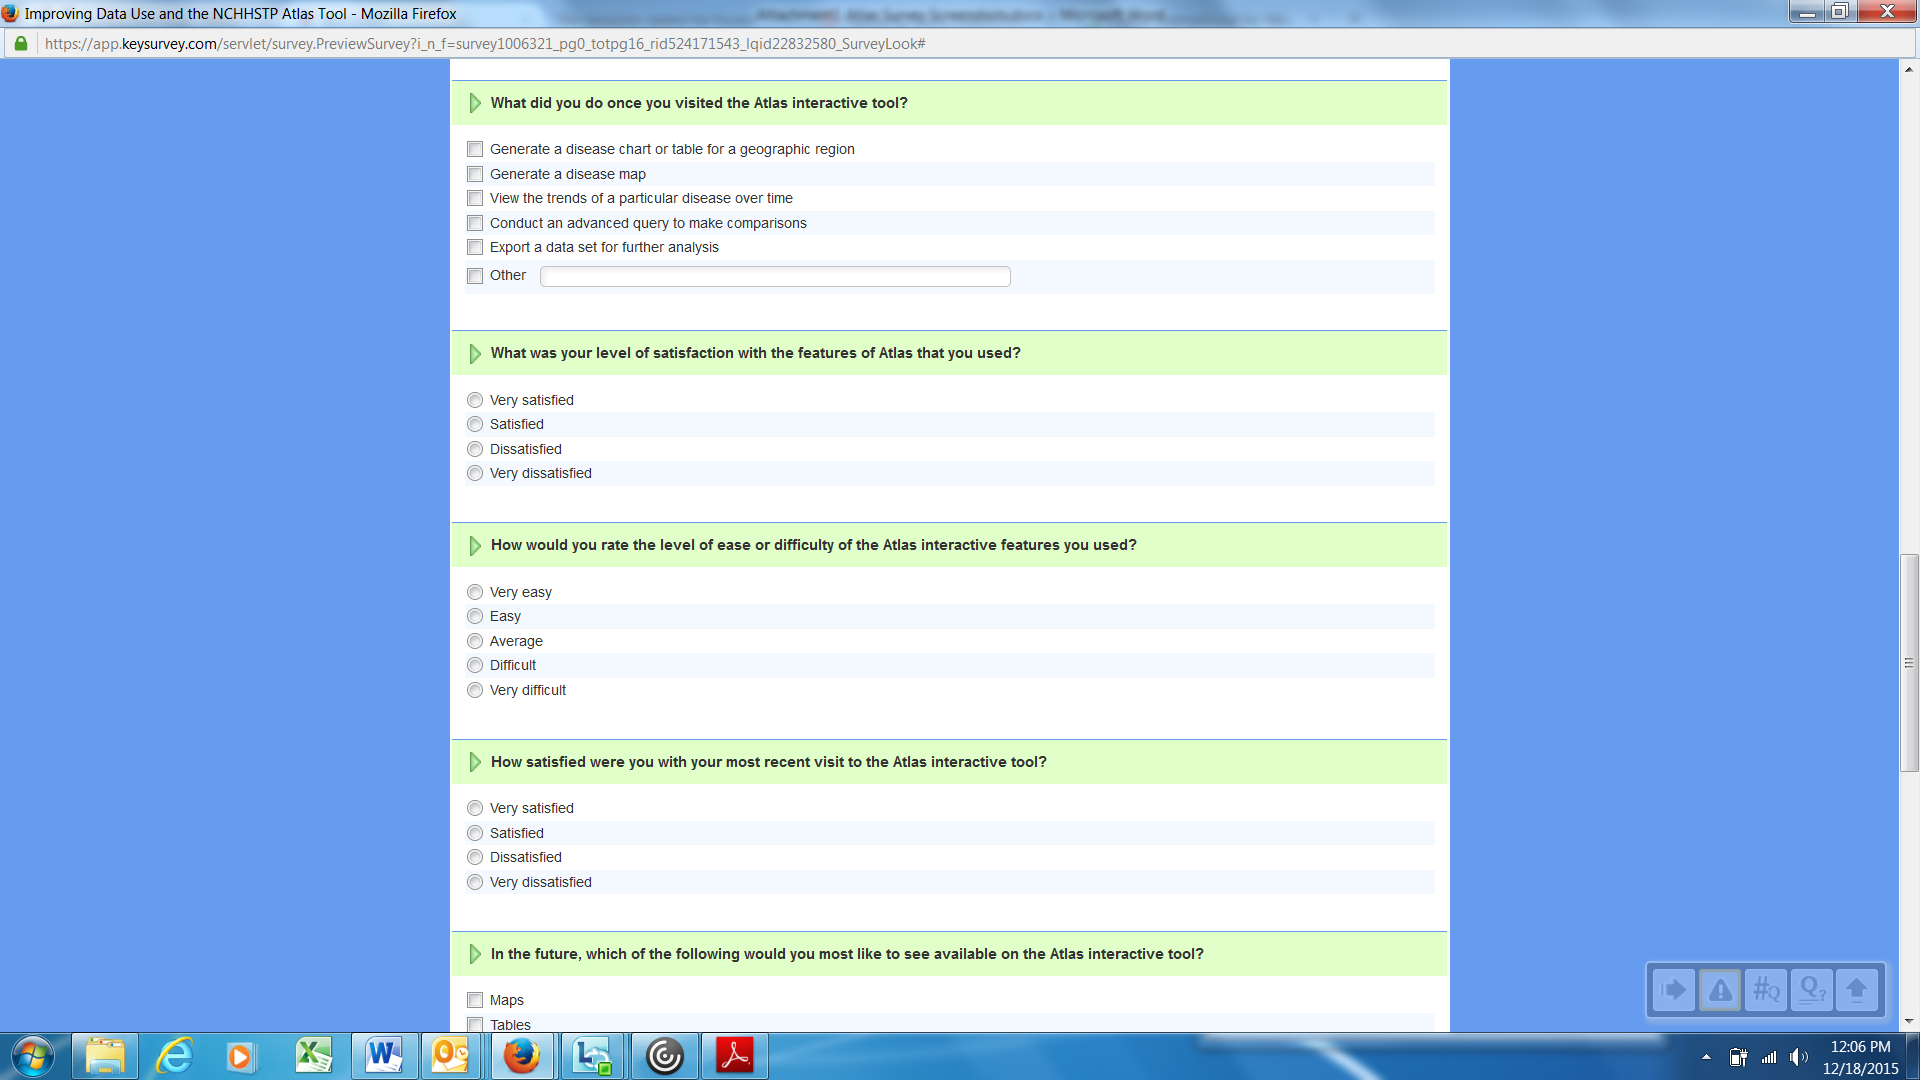 Improving Data Use and the NCHHSTP Atlas Tool - Mozilla Firefox
https://app.keysurvey.com/servlet/survey.PreviewSurvey?i_n_f=survey1006321_pg0_totpg16_rid524171543_lqid22832580_SurveyLook#
What did you do once you visited the Atlas interactive tool?
Generate a disease chart or table for a geographic region
Generate a disease map
View the trends of a particular disease over time
Conduct an advanced query to make comparisons
Export a data set for further analysis
Other
What was your level of satisfaction with the features of Atlas that you used?
Very satisfied
Satisfied
Dissatisfied
Very dissatisfied
How would you rate the level of ease or difficulty of the Atlas interactive features you used?
Very easy
Easy
Average
Difficult
Very difficult
How satisfied were you with your most recent visit to the Atlas interactive tool?
Very satisfied
Satisfied
Dissatisfied
Very dissatisfied
In the future, which of the following would you most like to see available on the Atlas interactive tool?
Maps
Tables
#Q Q?
12:06 PM
12/18/2015